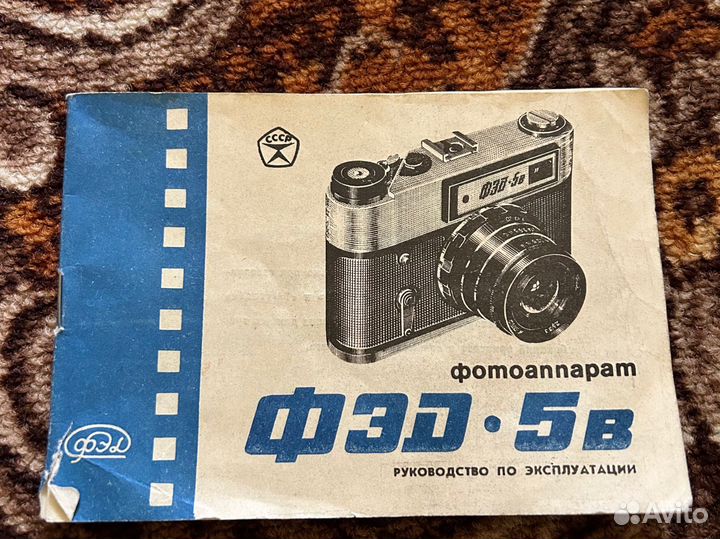 СССР
ФЭД·5в
фотоаппарат
ФЭД·5в
РУКОВОДСТВО ПО ЭКСПЛУАТАЦИИ
ФЭД
Avito